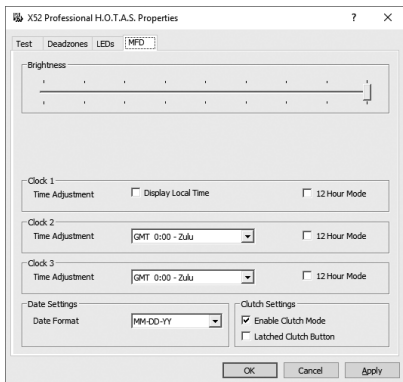 X52 Professional H.O.T.A.S. Properties ? X
Test Deadzones LEDs MFD
Brightness
Clock 1
Time Adjustment Display Local Time 12 Hour Mode
Clock 2
Time Adjustment GMT 0:00 - Zulu 12 Hour Mode
Clock 3
Time Adjustment GMT 0:00 - Zulu 12 Hour Mode
Date Settings
Date Format MM-DD-YY
Clutch Settings
Enable Clutch Mode
Latched Clutch Button
OK Cancel Apply